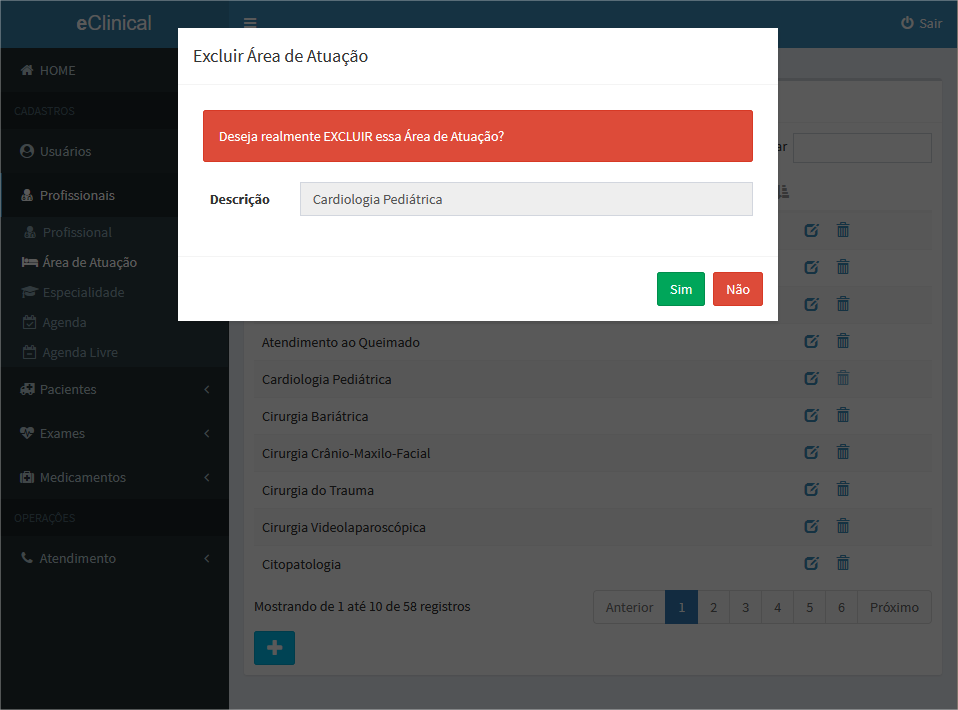 eClinical
Sair
Excluir Área de Atuação
HOME
CADASTROS
Deseja realmente EXCLUIR essa Área de Atuação?
Usuários
ar
Profissionais
Descrição Cardiologia Pediátrica
Profissional
Área de Atuação
Especialidade
Sim Não
Agenda
Atendimento ao Queimado
Agenda Livre
Cardiologia Pediátrica
Pacientes
Cirurgia Bariátrica
Exames
Cirurgia Crânio-Maxilo-Facial
Medicamentos
Cirurgia do Trauma
OPERAÇÕES
Cirurgia Videolaparoscópica
Atendimento
Citopatologia
Mostrando de 1 até 10 de 58 registros
Anterior 1 2 3 4 5 6 Próximo